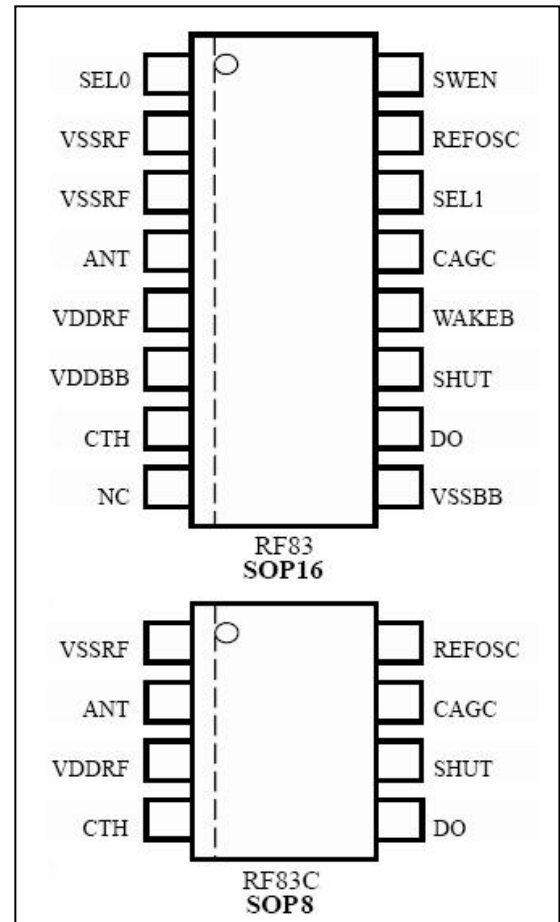 SEL0 SWEN
VSSRF REFOSC
VSSRF SEL1
ANT CAGC
VDDRF WAKEB
VDDBB SHUT
CTH DO
NC VSSBB
RF83
SOP16
VSSRF REFOSC
ANT CAGC
VDDRF SHUT
CTH DO
RF83C
SOP8